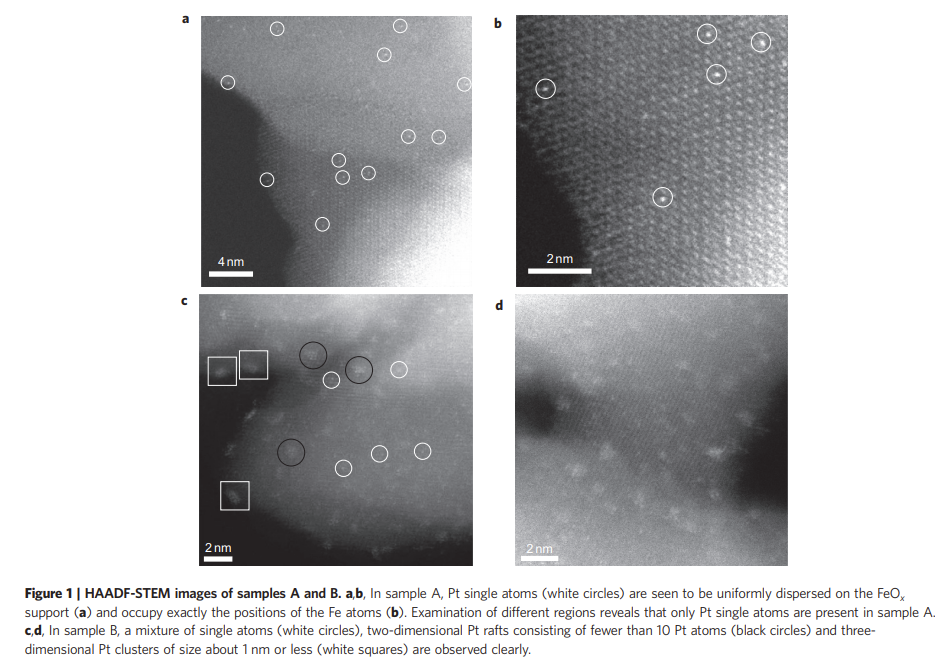 a
b
4 nm
2 nm
c
d
2 nm
2 nm
Figure 1 | HAADF-STEM images of samples A and B. a,b, In sample A, Pt single atoms (white circles) are seen to be uniformly dispersed on the FeOₓ
support (a) and occupy exactly the positions of the Fe atoms (b). Examination of different regions reveals that only Pt single atoms are present in sample A.
c,d, In sample B, a mixture of single atoms (white circles), two-dimensional Pt rafts consisting of fewer than 10 Pt atoms (black circles) and three-
dimensional Pt clusters of size about 1 nm or less (white squares) are observed clearly.